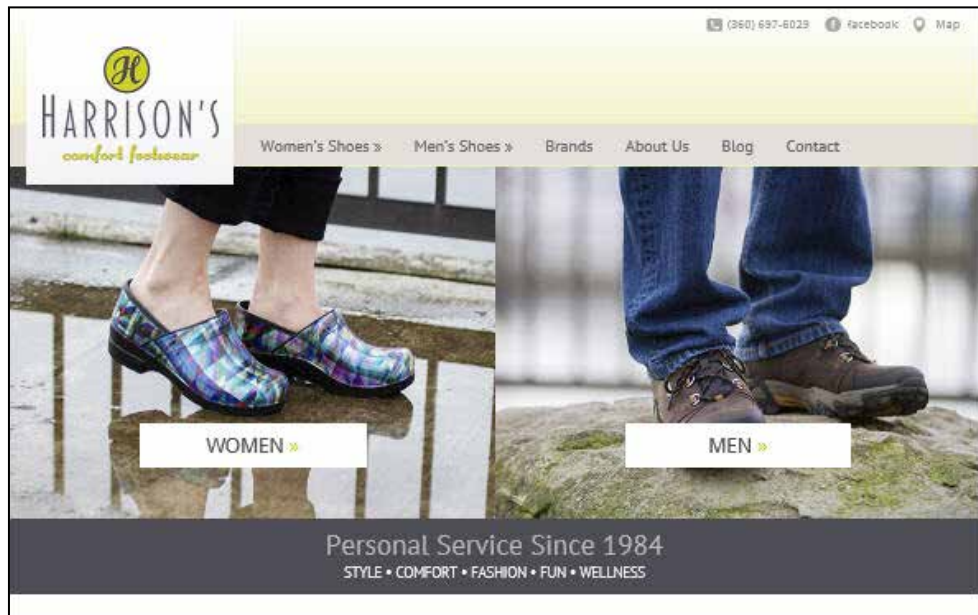 (360) 697-6029 facebook Map
H
HARRISON'S
comfort footwear
Women's Shoes » Men's Shoes » Brands About Us Blog Contact
WOMEN » MEN »
Personal Service Since 1984
STYLE • COMFORT • FASHION • FUN • WELLNESS